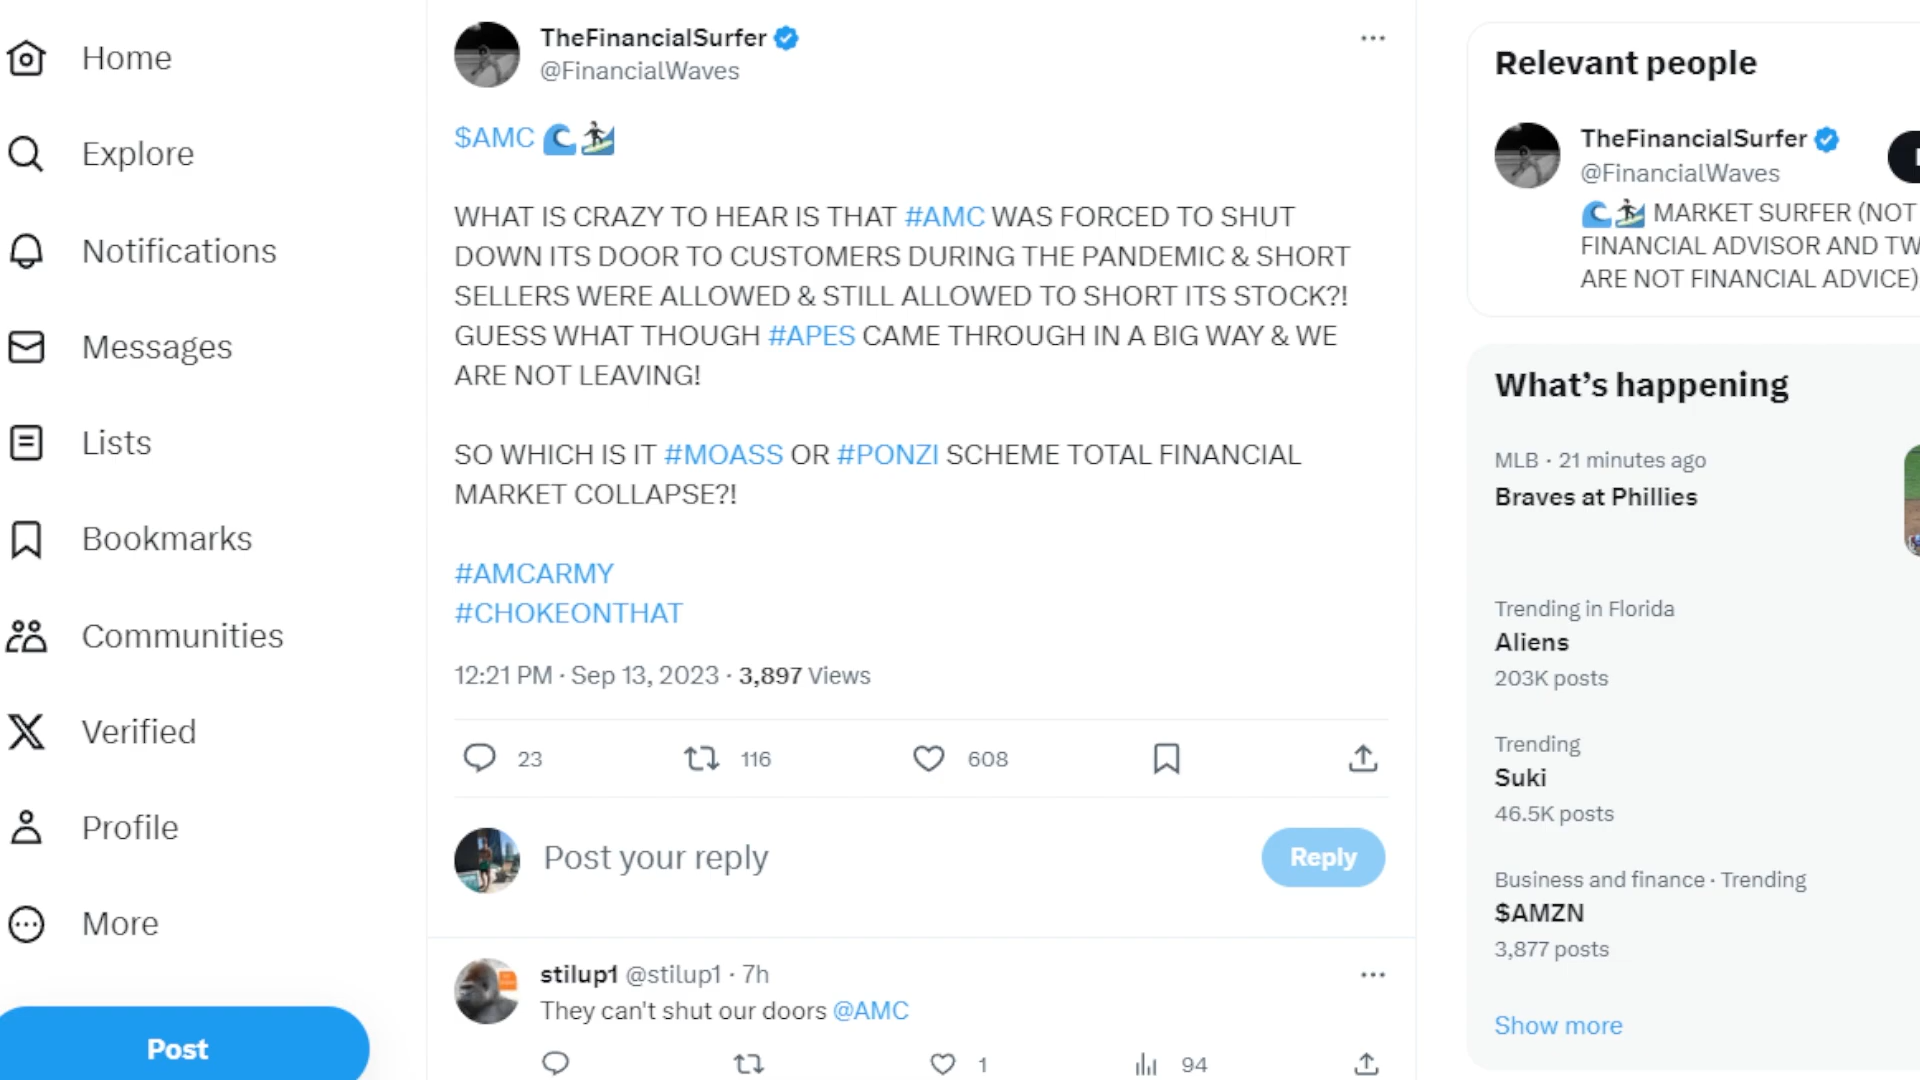 Home
Explore
Notifications
Messages
Lists
Bookmarks
Communities
Verified
Profile
More
Post
TheFinancialSurfer
@FinancialWaves
$AMC 🌊🏄
WHAT IS CRAZY TO HEAR IS THAT #AMC WAS FORCED TO SHUT
DOWN ITS DOOR TO CUSTOMERS DURING THE PANDEMIC & SHORT
SELLERS WERE ALLOWED & STILL ALLOWED TO SHORT ITS STOCK?!
GUESS WHAT THOUGH #APES CAME THROUGH IN A BIG WAY & WE
ARE NOT LEAVING!
SO WHICH IS IT #MOASS OR #PONZI SCHEME TOTAL FINANCIAL
MARKET COLLAPSE?!
#AMCARMY
#CHOKEONTHAT
12:21 PM · Sep 13, 2023 · 3,897 Views
23 116 608
Post your reply
Reply
stilup1 @stilup1 · 7h
They can't shut our doors @AMC
1 94
Relevant people
TheFinancialSurfer
@FinancialWaves
🌊🏄 MARKET SURFER (NOT
FINANCIAL ADVISOR AND TW
ARE NOT FINANCIAL ADVICE)
What's happening
MLB · 21 minutes ago
Braves at Phillies
Trending in Florida
Aliens
203K posts
Trending
Suki
46.5K posts
Business and finance · Trending
$AMZN
3,877 posts
Show more